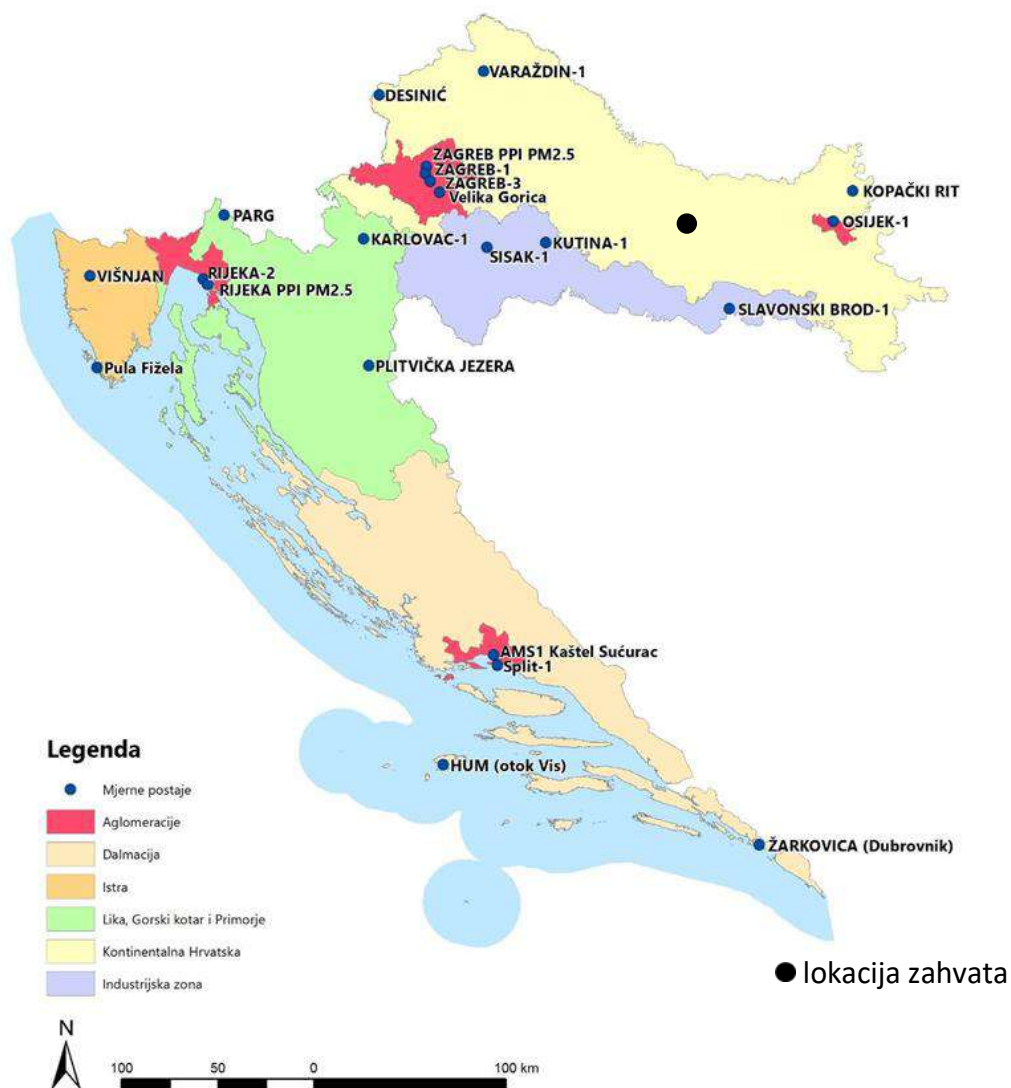 VARAŽDIN-1
DESINIĆ
ZAGREB PPI PM2.5
ZAGREB-1
ZAGREB-3
Velika Gorica
KOPAČKI RIT
OSIJEK-1
PARG
KARLOVAC-1
KUTINA-1
SISAK-1
VIŠNJAN
RIJEKA-2
RIJEKA PPI PM2.5
SLAVONSKI BROD-1
Pula Fižela
PLITVIČKA JEZERA
AMS1 Kaštel Sućurac
Split-1
HUM (otok Vis)
ŽARKOVICA (Dubrovnik)
Legenda
Mjerne postaje
Aglomeracije
Dalmacija
Istra
Lika, Gorski kotar i Primorje
Kontinentalna Hrvatska
Industrijska zona
lokacija zahvata
N
100 50 0 100 km